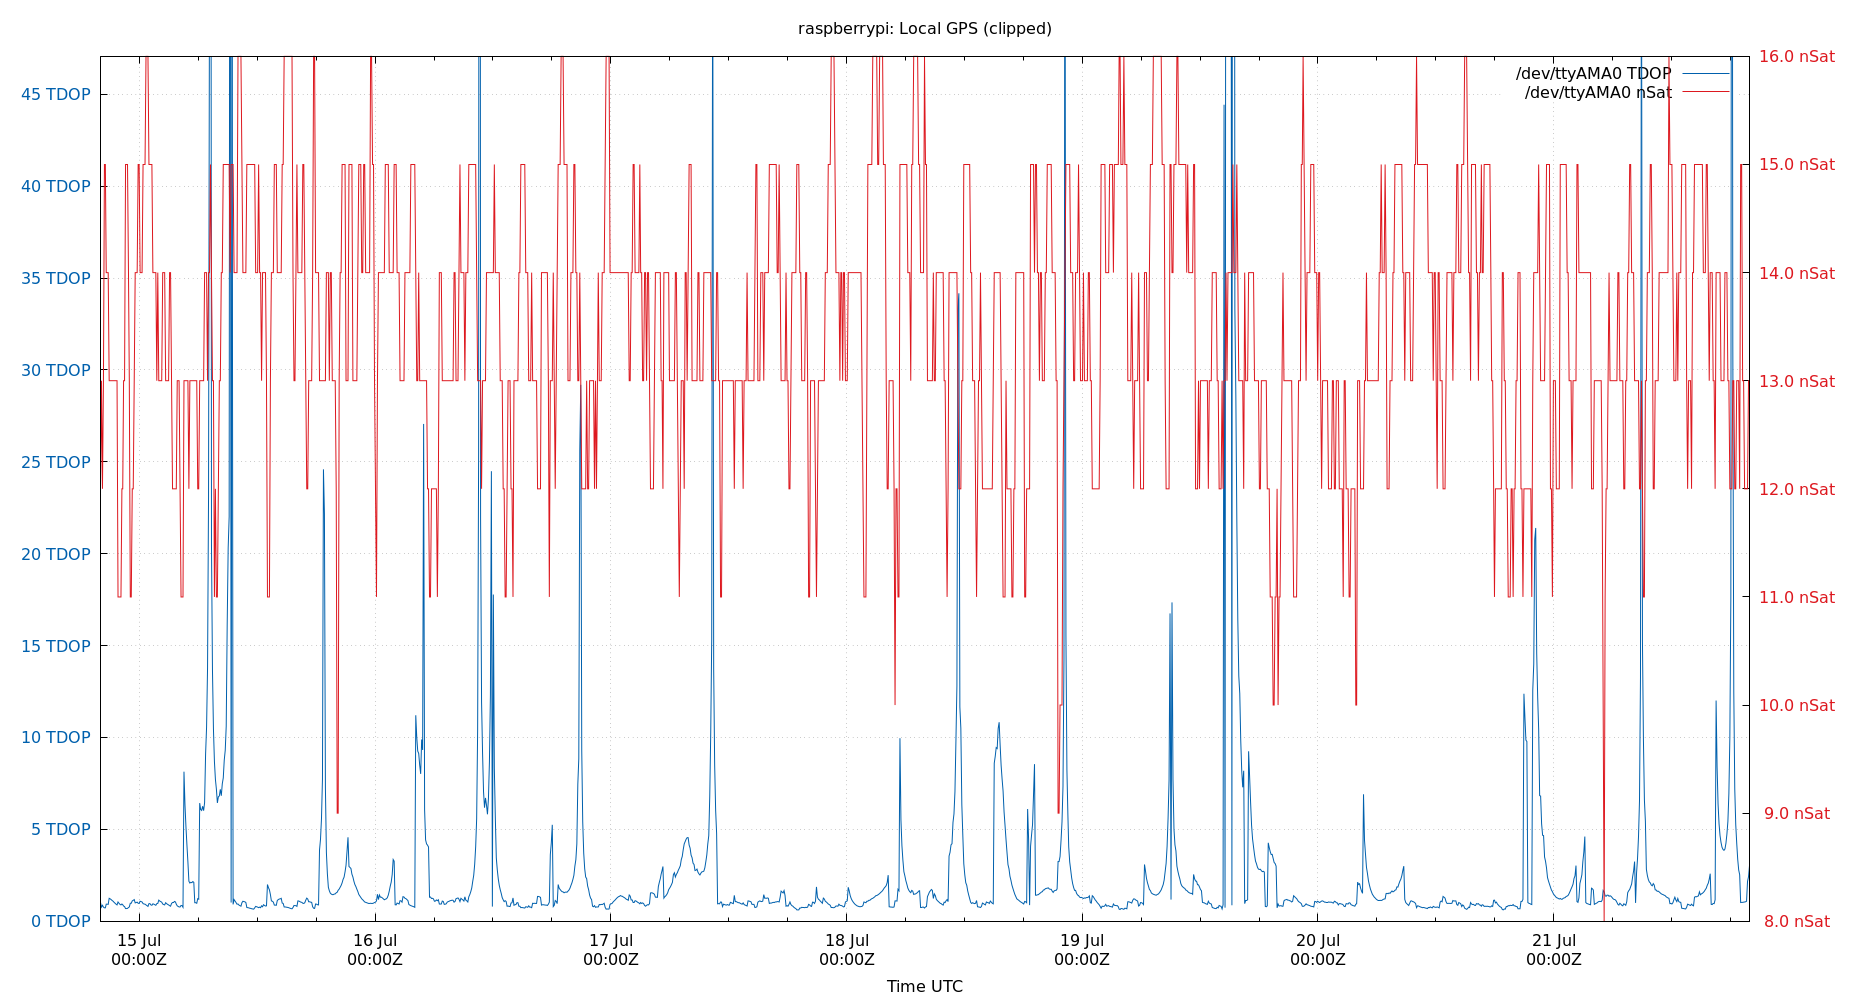 raspberrypi: Local GPS (clipped)
/dev/ttyAMA0 TDOP
/dev/ttyAMA0 nSat
45 TDOP
40 TDOP
35 TDOP
30 TDOP
25 TDOP
20 TDOP
15 TDOP
10 TDOP
5 TDOP
0 TDOP
16.0 nSat
15.0 nSat
14.0 nSat
13.0 nSat
12.0 nSat
11.0 nSat
10.0 nSat
9.0 nSat
8.0 nSat
15 Jul
00:00Z
16 Jul
00:00Z
17 Jul
00:00Z
18 Jul
00:00Z
19 Jul
00:00Z
20 Jul
00:00Z
21 Jul
00:00Z
Time UTC